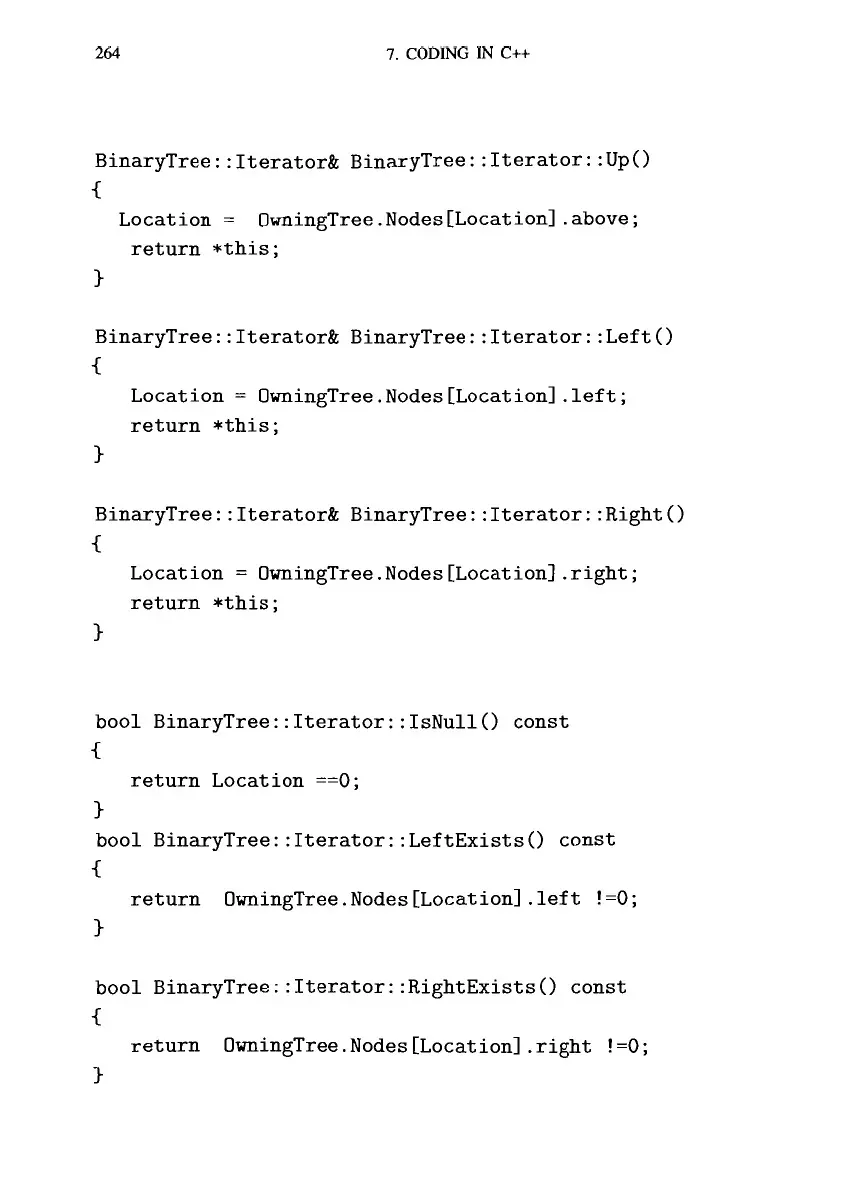 264 7. CODING IN C++
BinaryTree::Iterator& BinaryTree::Iterator::Up()
{
Location = OwningTree.Nodes[Location].above;
return *this;
}
BinaryTree::Iterator& BinaryTree::Iterator::Left()
{
Location = OwningTree.Nodes[Location].left;
return *this;
}
BinaryTree::Iterator& BinaryTree::Iterator::Right()
{
Location = OwningTree.Nodes[Location].right;
return *this;
}
bool BinaryTree::Iterator::IsNull() const
{
return Location ==0;
}
bool BinaryTree::Iterator::LeftExists() const
{
return OwningTree.Nodes[Location].left !=0;
}
bool BinaryTree::Iterator::RightExists() const
{
return OwningTree.Nodes[Location].right !=0;
}